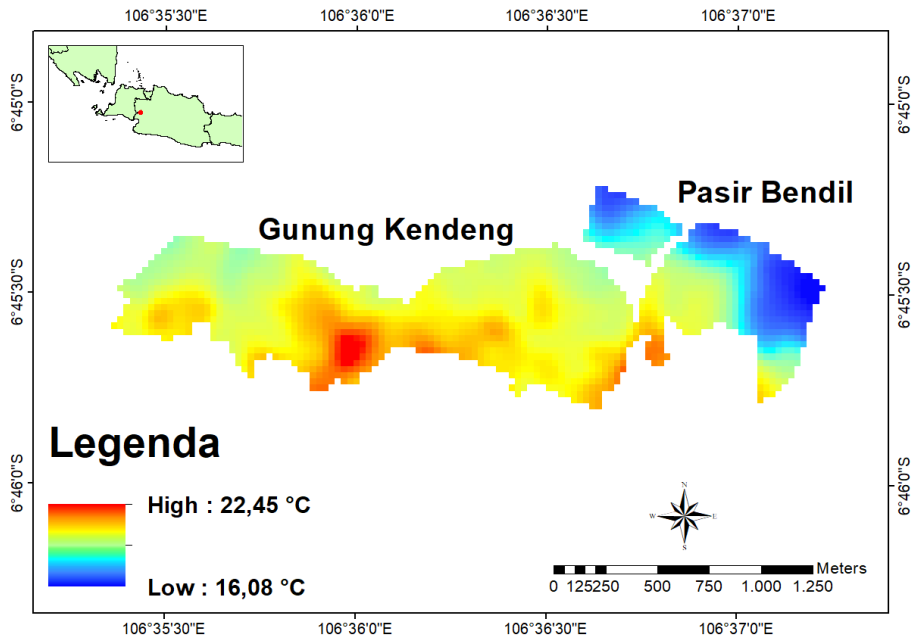 106°35'30"E 106°36'0"E 106°36'30"E 106°37'0"E
6°45'0"S 6°45'0"S
Pasir Bendil
Gunung Kendeng
6°45'30"S 6°45'30"S
Legenda
6°46'0"S 6°46'0"S
High : 22,45 °C
Low : 16,08 °C
N
W E
S
Meters
0 125250 500 750 1.000 1.250
106°35'30"E 106°36'0"E 106°36'30"E 106°37'0"E